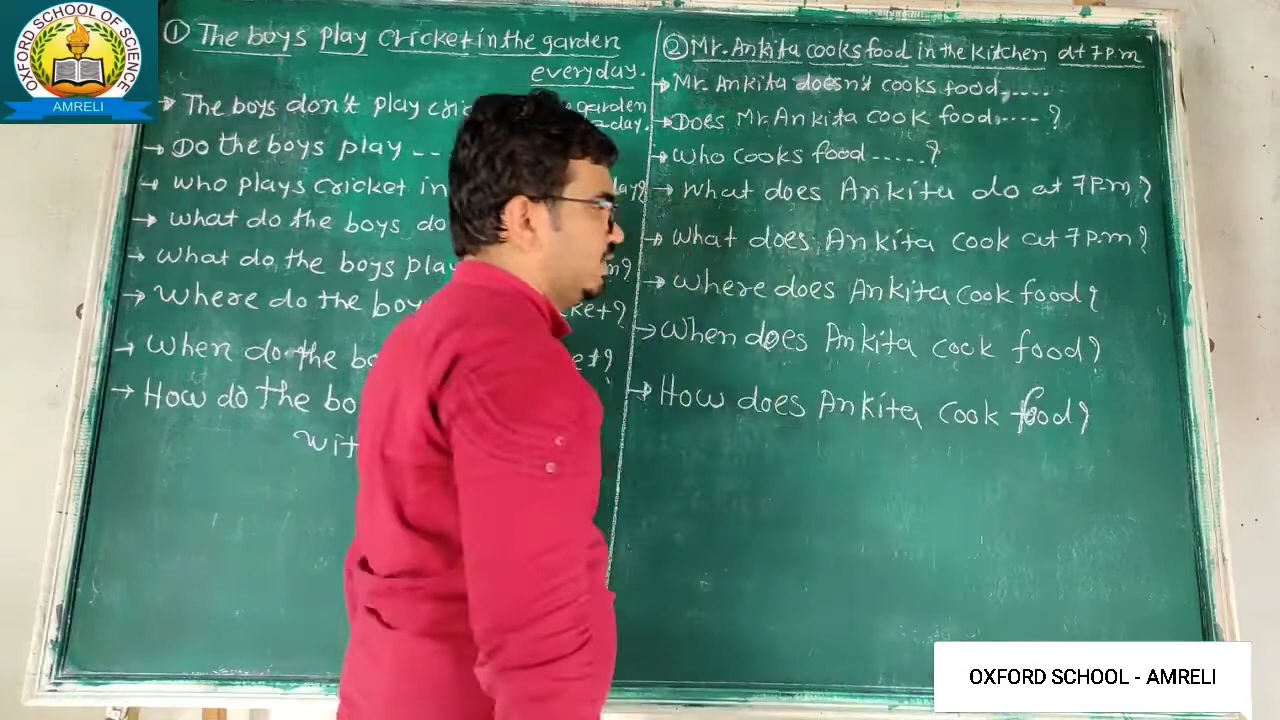 OXFORD SCHOOL OF SCIENCE
AMRELI
① The boys play cricket in the garden
everyday.
→ The boys don't play garden
day.
→ Do the boys play --
→ who plays cricket in
→ what do the boys do
→ What do the boys play
→ Where do the
→ When do the
→ How do the
② Mr. Ankita cooks food in the kitchen at 7 P.m
→ Mr. Ankita doesn't cooks food.....
→ Does Mr. Ankita cook food.....?
→ Who cooks food.....?
→ What does Ankita do at 7 P.m?
→ What does Ankita cook at 7 P.m?
→ Where does Ankita cook food?
→ When does Ankita cook food?
→ How does Ankita cook food?
OXFORD SCHOOL - AMRELI